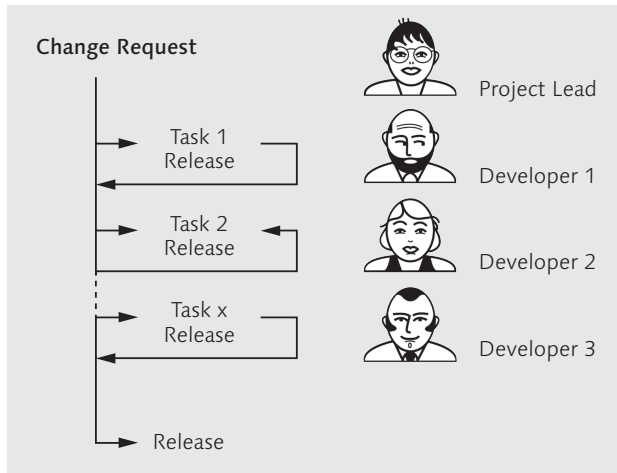 Change Request
Project Lead
Task 1
Release
Developer 1
Task 2
Release
Developer 2
Task x
Release
Developer 3
Release